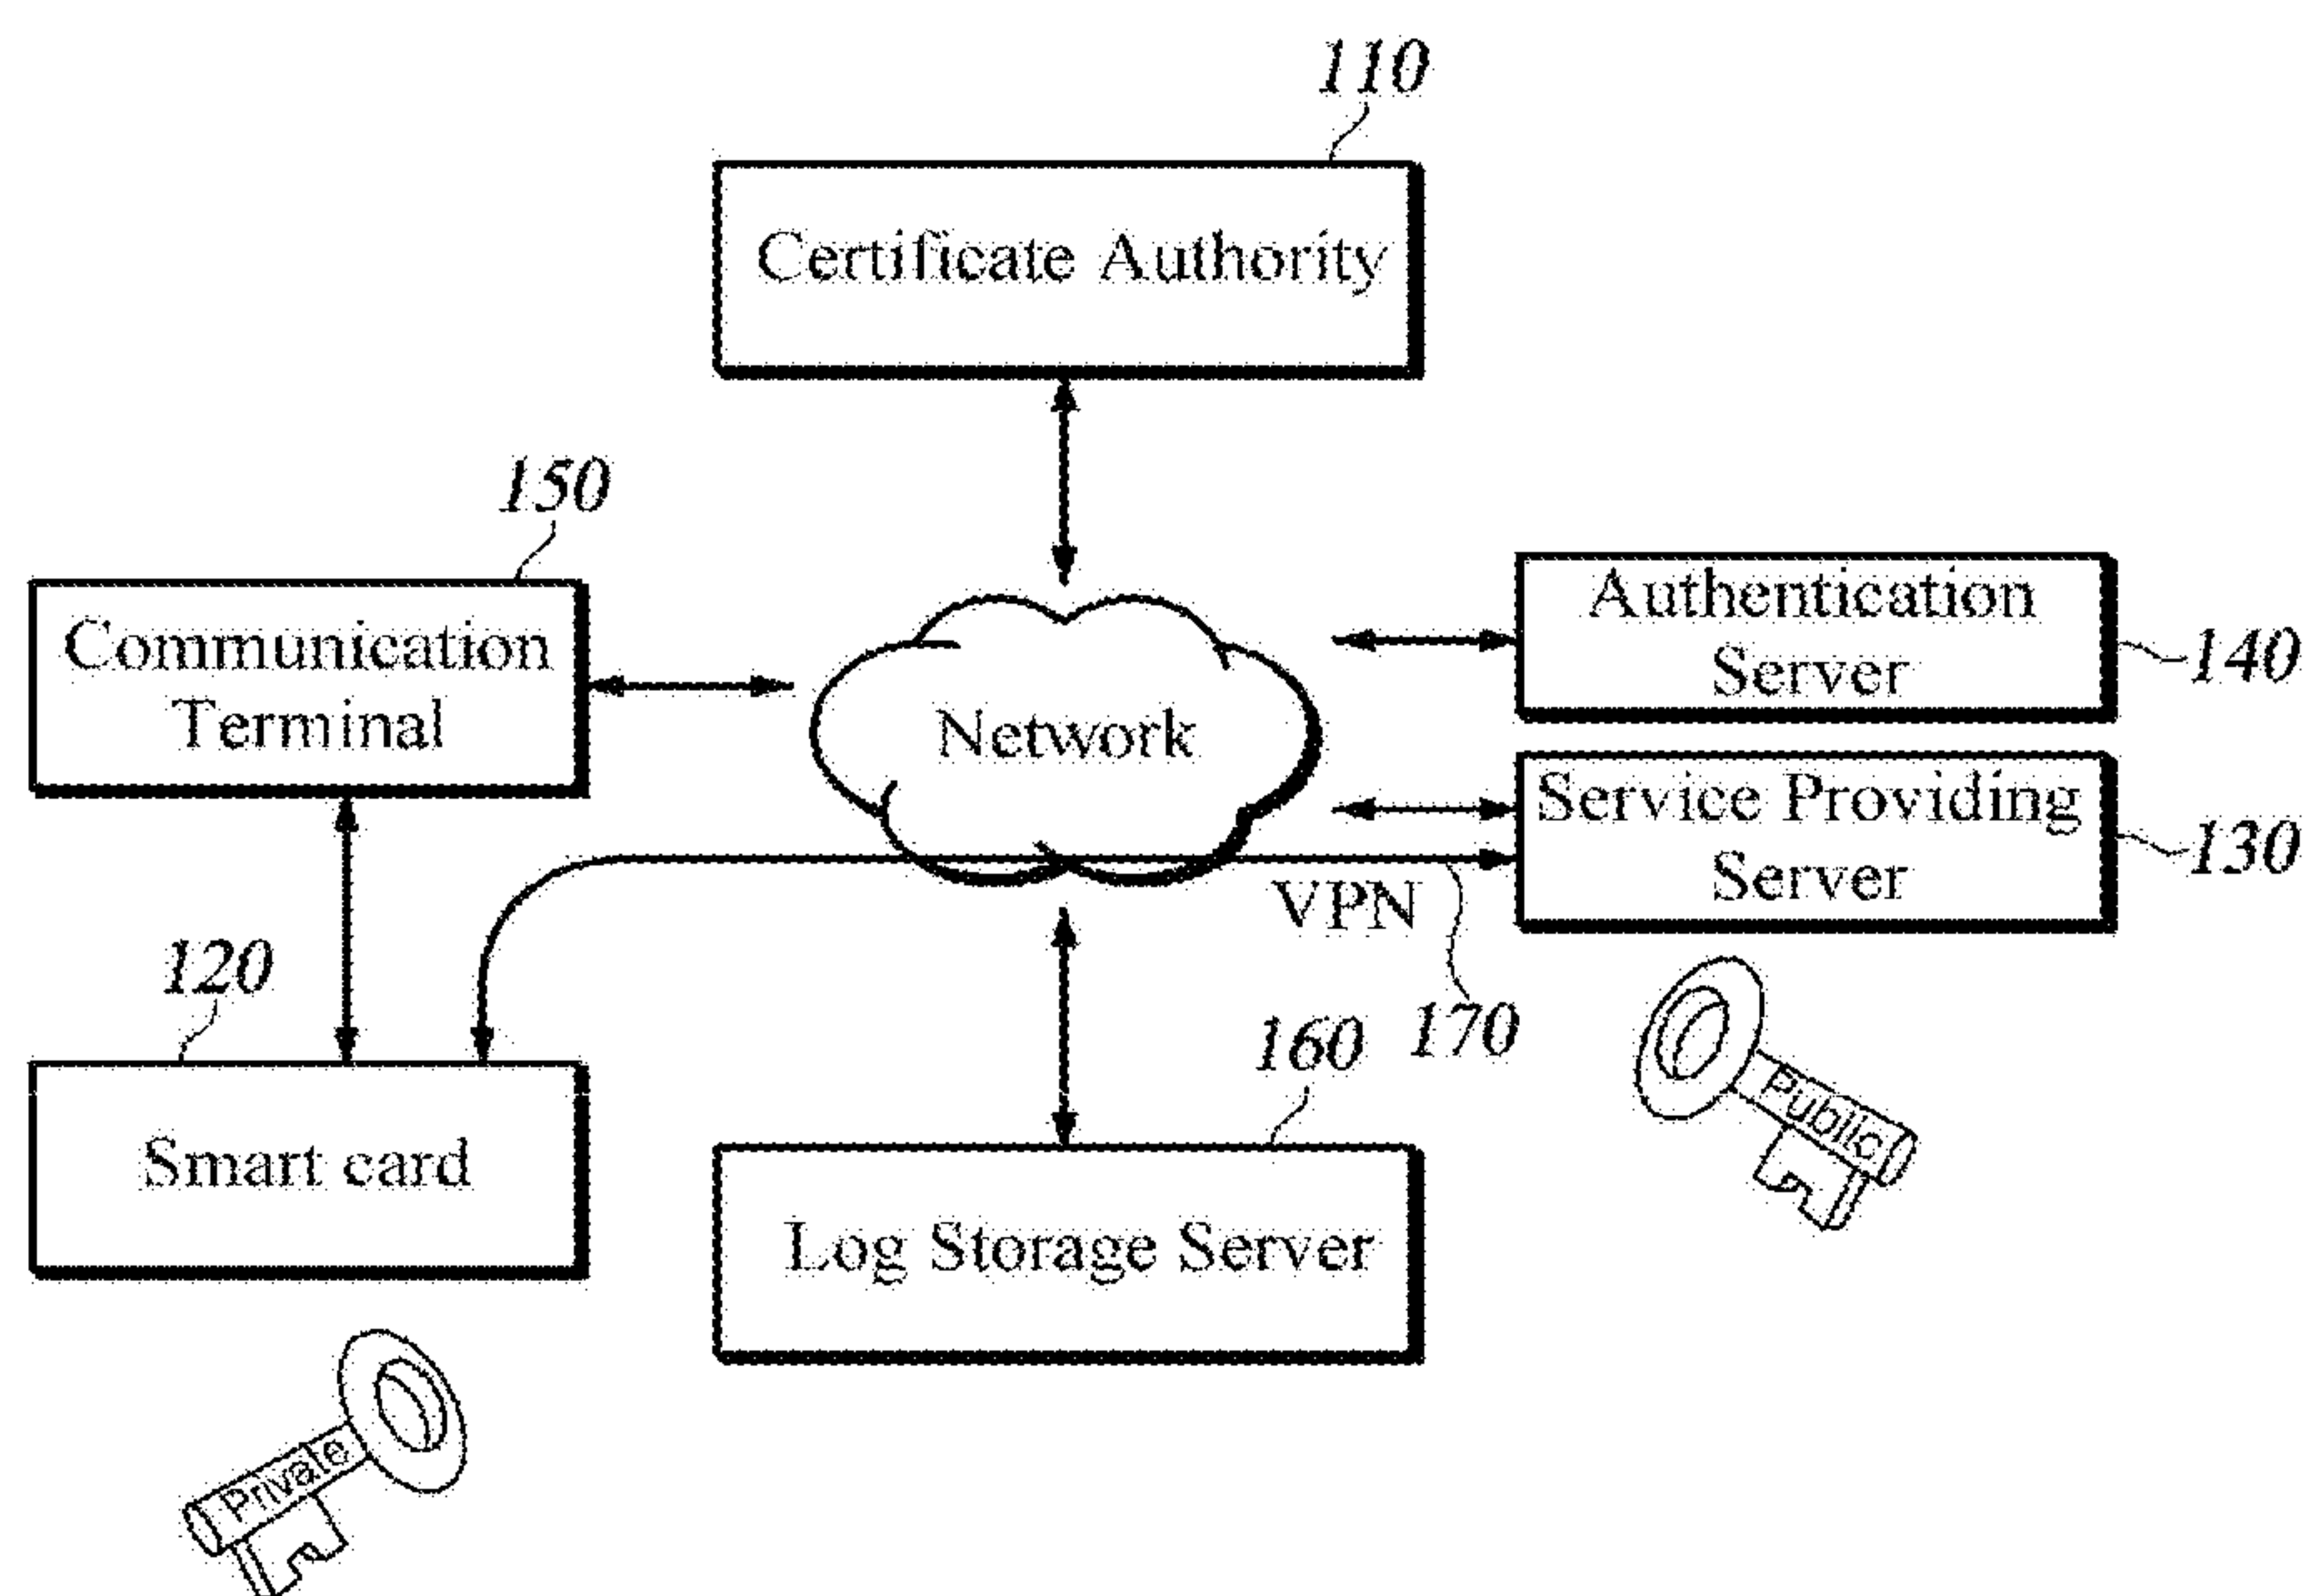 110
Certificate Authority
150
Communication
Terminal
Network
Authentication
Server
140
Service Providing
Server
130
VPN
170
120
Smart card
160
Log Storage Server
Public
Private